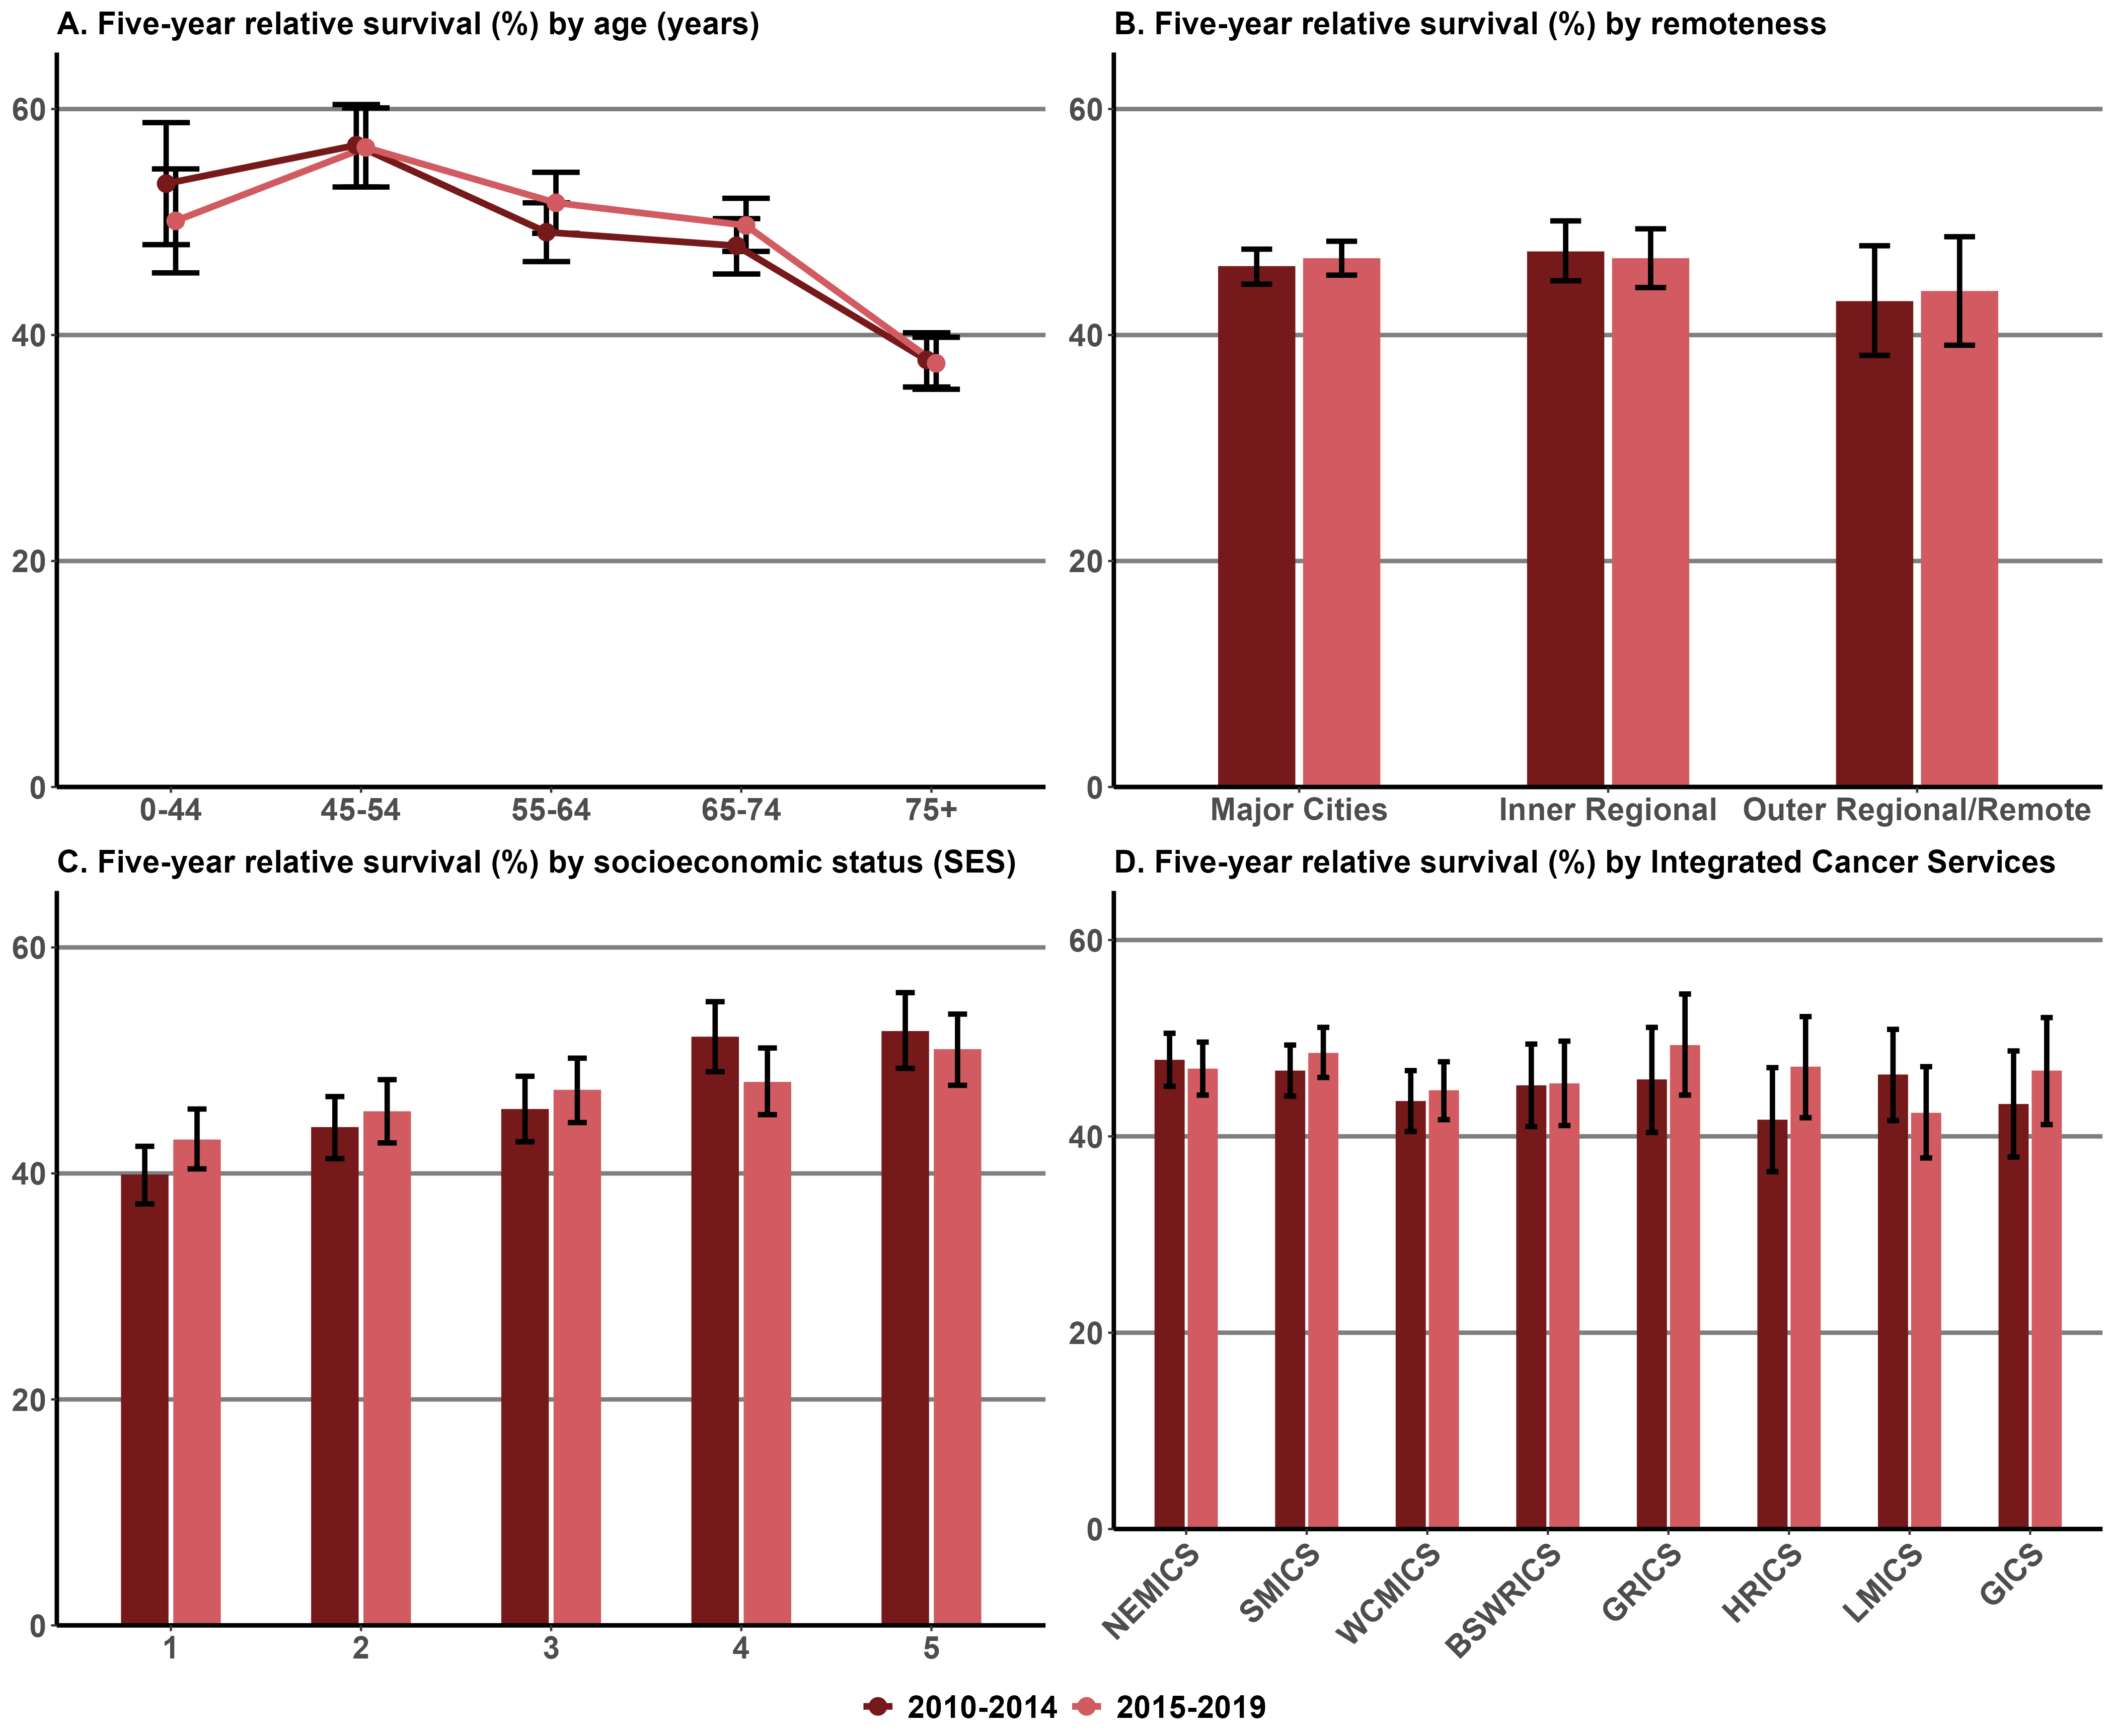 A. Five-year relative survival (%) by age (years)
60
40
20
0
0-44 45-54 55-64 65-74 75+
B. Five-year relative survival (%) by remoteness
60
40
20
0
Major Cities Inner Regional Outer Regional/Remote
C. Five-year relative survival (%) by socioeconomic status (SES)
60
40
20
0
1 2 3 4 5
D. Five-year relative survival (%) by Integrated Cancer Services
60
40
20
0
NEMICS SMICS WCMICS BSWRICS GRICS HRICS LMICS GICS
2010-2014 2015-2019